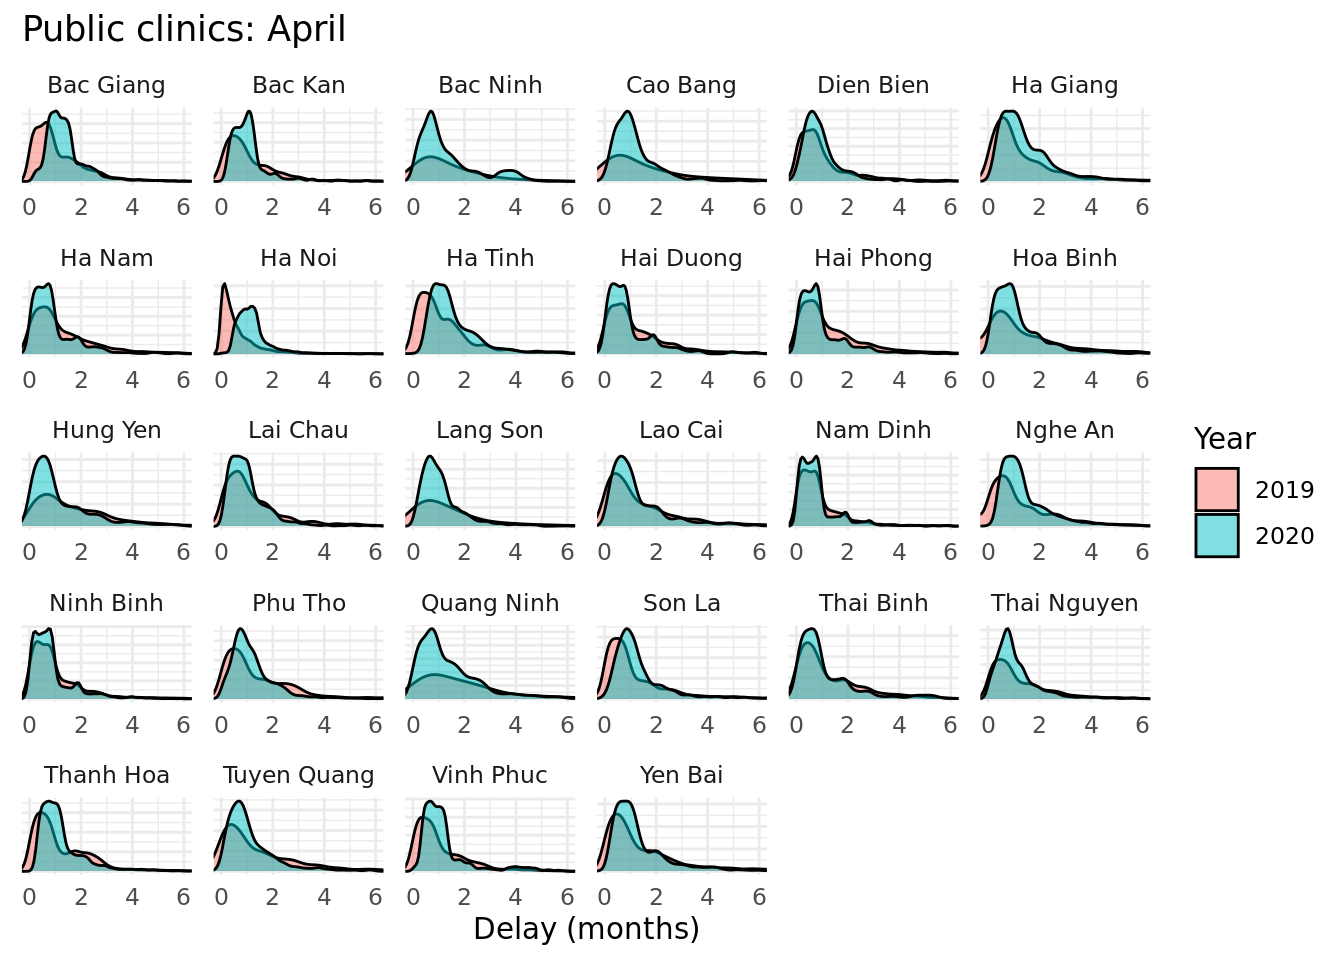 Public clinics: April
Bac Giang Bac Kan Bac Ninh Cao Bang Dien Bien Ha Giang
0 2 4 6 0 2 4 6 0 2 4 6 0 2 4 6 0 2 4 6 0 2 4 6
Ha Nam Ha Noi Ha Tinh Hai Duong Hai Phong Hoa Binh
0 2 4 6 0 2 4 6 0 2 4 6 0 2 4 6 0 2 4 6 0 2 4 6
Hung Yen Lai Chau Lang Son Lao Cai Nam Dinh Nghe An
0 2 4 6 0 2 4 6 0 2 4 6 0 2 4 6 0 2 4 6 0 2 4 6
Ninh Binh Phu Tho Quang Ninh Son La Thai Binh Thai Nguyen
0 2 4 6 0 2 4 6 0 2 4 6 0 2 4 6 0 2 4 6 0 2 4 6
Thanh Hoa Tuyen Quang Vinh Phuc Yen Bai
0 2 4 6 0 2 4 6 0 2 4 6 0 2 4 6
Delay (months)
Year
2019
2020